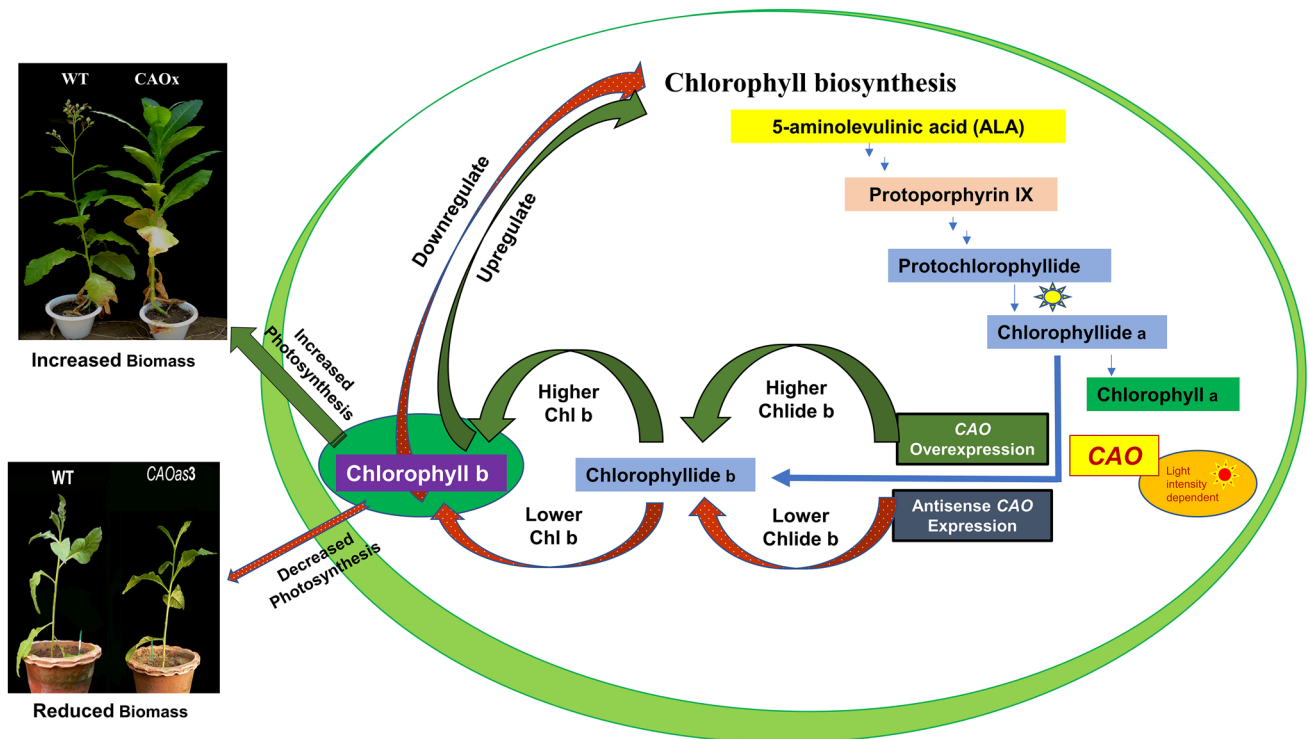 WT CAOx
Increased Biomass
WT CAOas3
Reduced Biomass
Chlorophyll biosynthesis
5-aminolevulinic acid (ALA)
Protoporphyrin IX
Protochlorophyllide
Chlorophyllide a
Chlorophyll a
CAO
Light
intensity
dependent
CAO
Overexpression
Antisense CAO
Expression
Higher
Chlide b
Lower
Chlide b
Chlorophyllide b
Higher
Chl b
Lower
Chl b
Chlorophyll b
Downregulate
Upregulate
Increased
Photosynthesis
Decreased
Photosynthesis